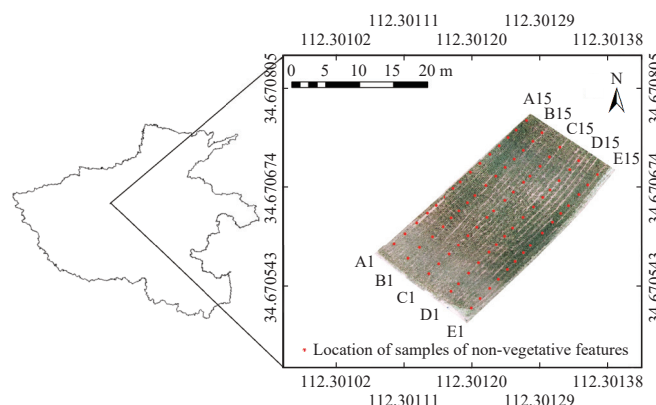 112.30111 112.30129
112.30102 112.30120 112.30138
0 5 10 15 20 m
N
34.670805
34.670674
34.670543
34.670805
34.670674
34.670543
A15
B15
C15
D15
E15
A1
B1
C1
D1
E1
Location of samples of non-vegetative features
112.30102 112.30120 112.30138
112.30111 112.30129